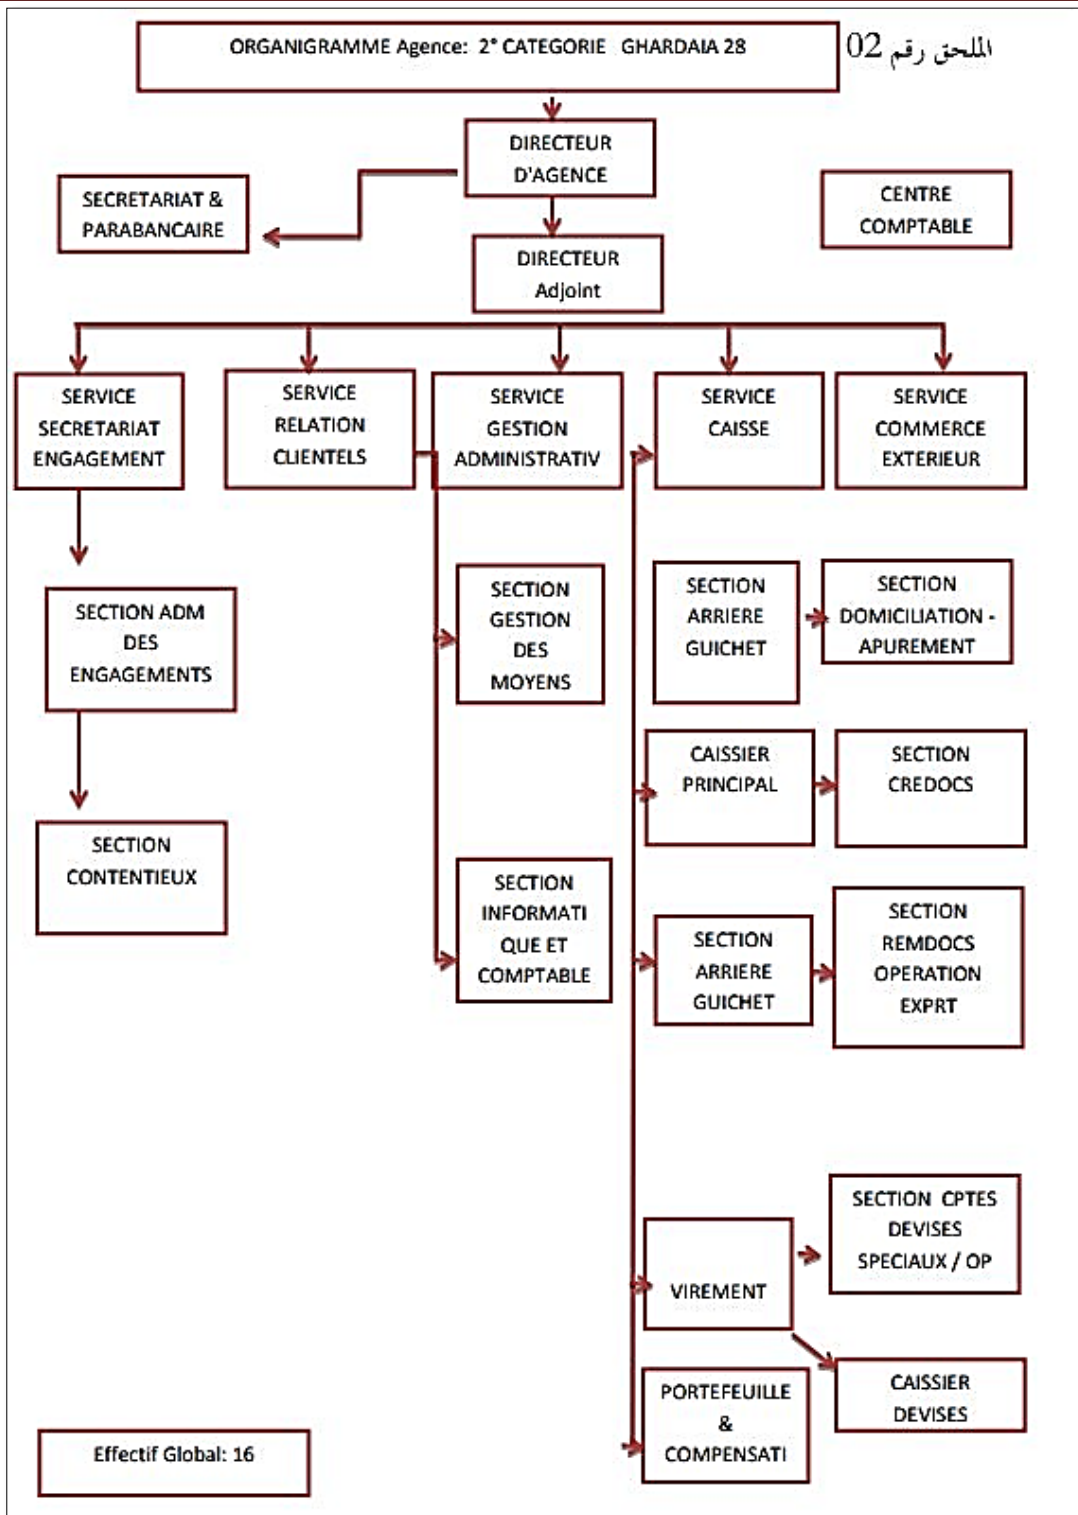 ORGANIGRAMME Agence: 2° CATEGORIE GHARDAIA 28
الملحق رقم 02
DIRECTEUR
D'AGENCE
SECRETARIAT &
PARABANCAIRE
CENTRE
COMPTABLE
DIRECTEUR
Adjoint
SERVICE
SECRETARIAT
ENGAGEMENT
SERVICE
RELATION
CLIENTELS
SERVICE
GESTION
ADMINISTRATIV
SERVICE
CAISSE
SERVICE
COMMERCE
EXTERIEUR
SECTION ADM
DES
ENGAGEMENTS
SECTION
GESTION
DES
MOYENS
SECTION
ARRIERE
GUICHET
SECTION
DOMICILIATION -
APUREMENT
CAISSIER
PRINCIPAL
SECTION
CREDOCS
SECTION
CONTENTIEUX
SECTION
INFORMATI
QUE ET
COMPTABLE
SECTION
ARRIERE
GUICHET
SECTION
REMDOCS
OPERATION
EXPRT
VIREMENT
SECTION CPTES
DEVISES
SPECIAUX / OP
CAISSIER
DEVISES
PORTEFEUILLE
&
COMPENSATI
Effectif Global: 16